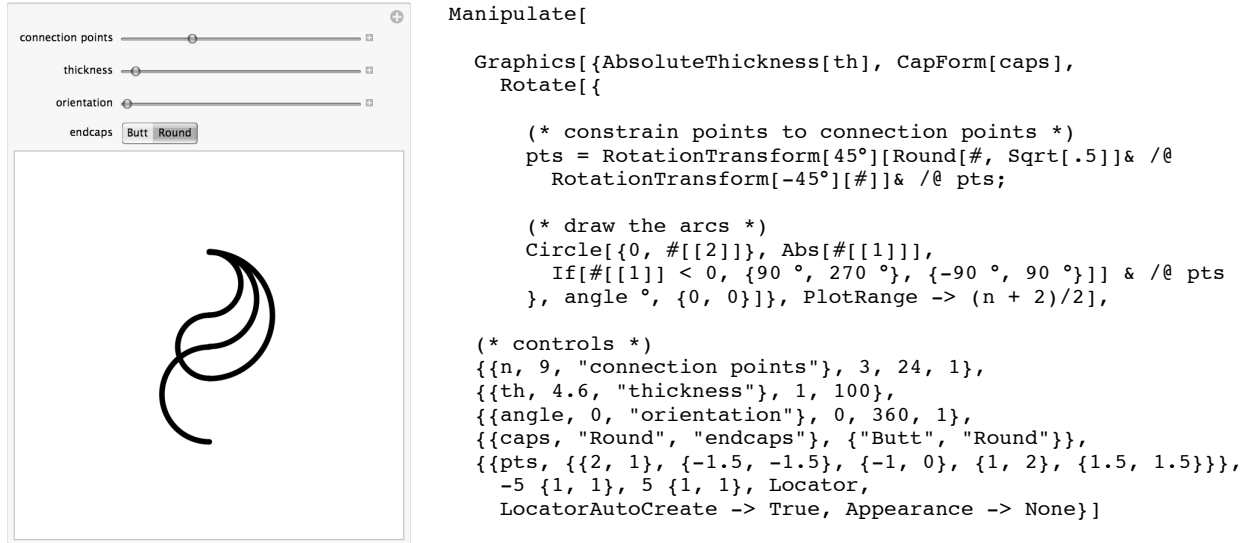 connection points
thickness
orientation
endcaps Butt Round
Manipulate[
Graphics[{AbsoluteThickness[th], CapForm[caps],
Rotate[{
(* constrain points to connection points *)
pts = RotationTransform[45°][Round[#, Sqrt[.5]]& /@
RotationTransform[-45°][#]]& /@ pts;
(* draw the arcs *)
Circle[{0, #[[2]]}, Abs[#[[1]]],
If[#[[1]] < 0, {90 °, 270 °}, {-90 °, 90 °}]] & /@ pts
}, angle °, {0, 0}]}, PlotRange -> (n + 2)/2],
(* controls *)
{{n, 9, "connection points"}, 3, 24, 1},
{{th, 4.6, "thickness"}, 1, 100},
{{angle, 0, "orientation"}, 0, 360, 1},
{{caps, "Round", "endcaps"}, {"Butt", "Round"}},
{{pts, {{2, 1}, {-1.5, -1.5}, {-1, 0}, {1, 2}, {1.5, 1.5}}},
-5 {1, 1}, 5 {1, 1}, Locator,
LocatorAutoCreate -> True, Appearance -> None}]